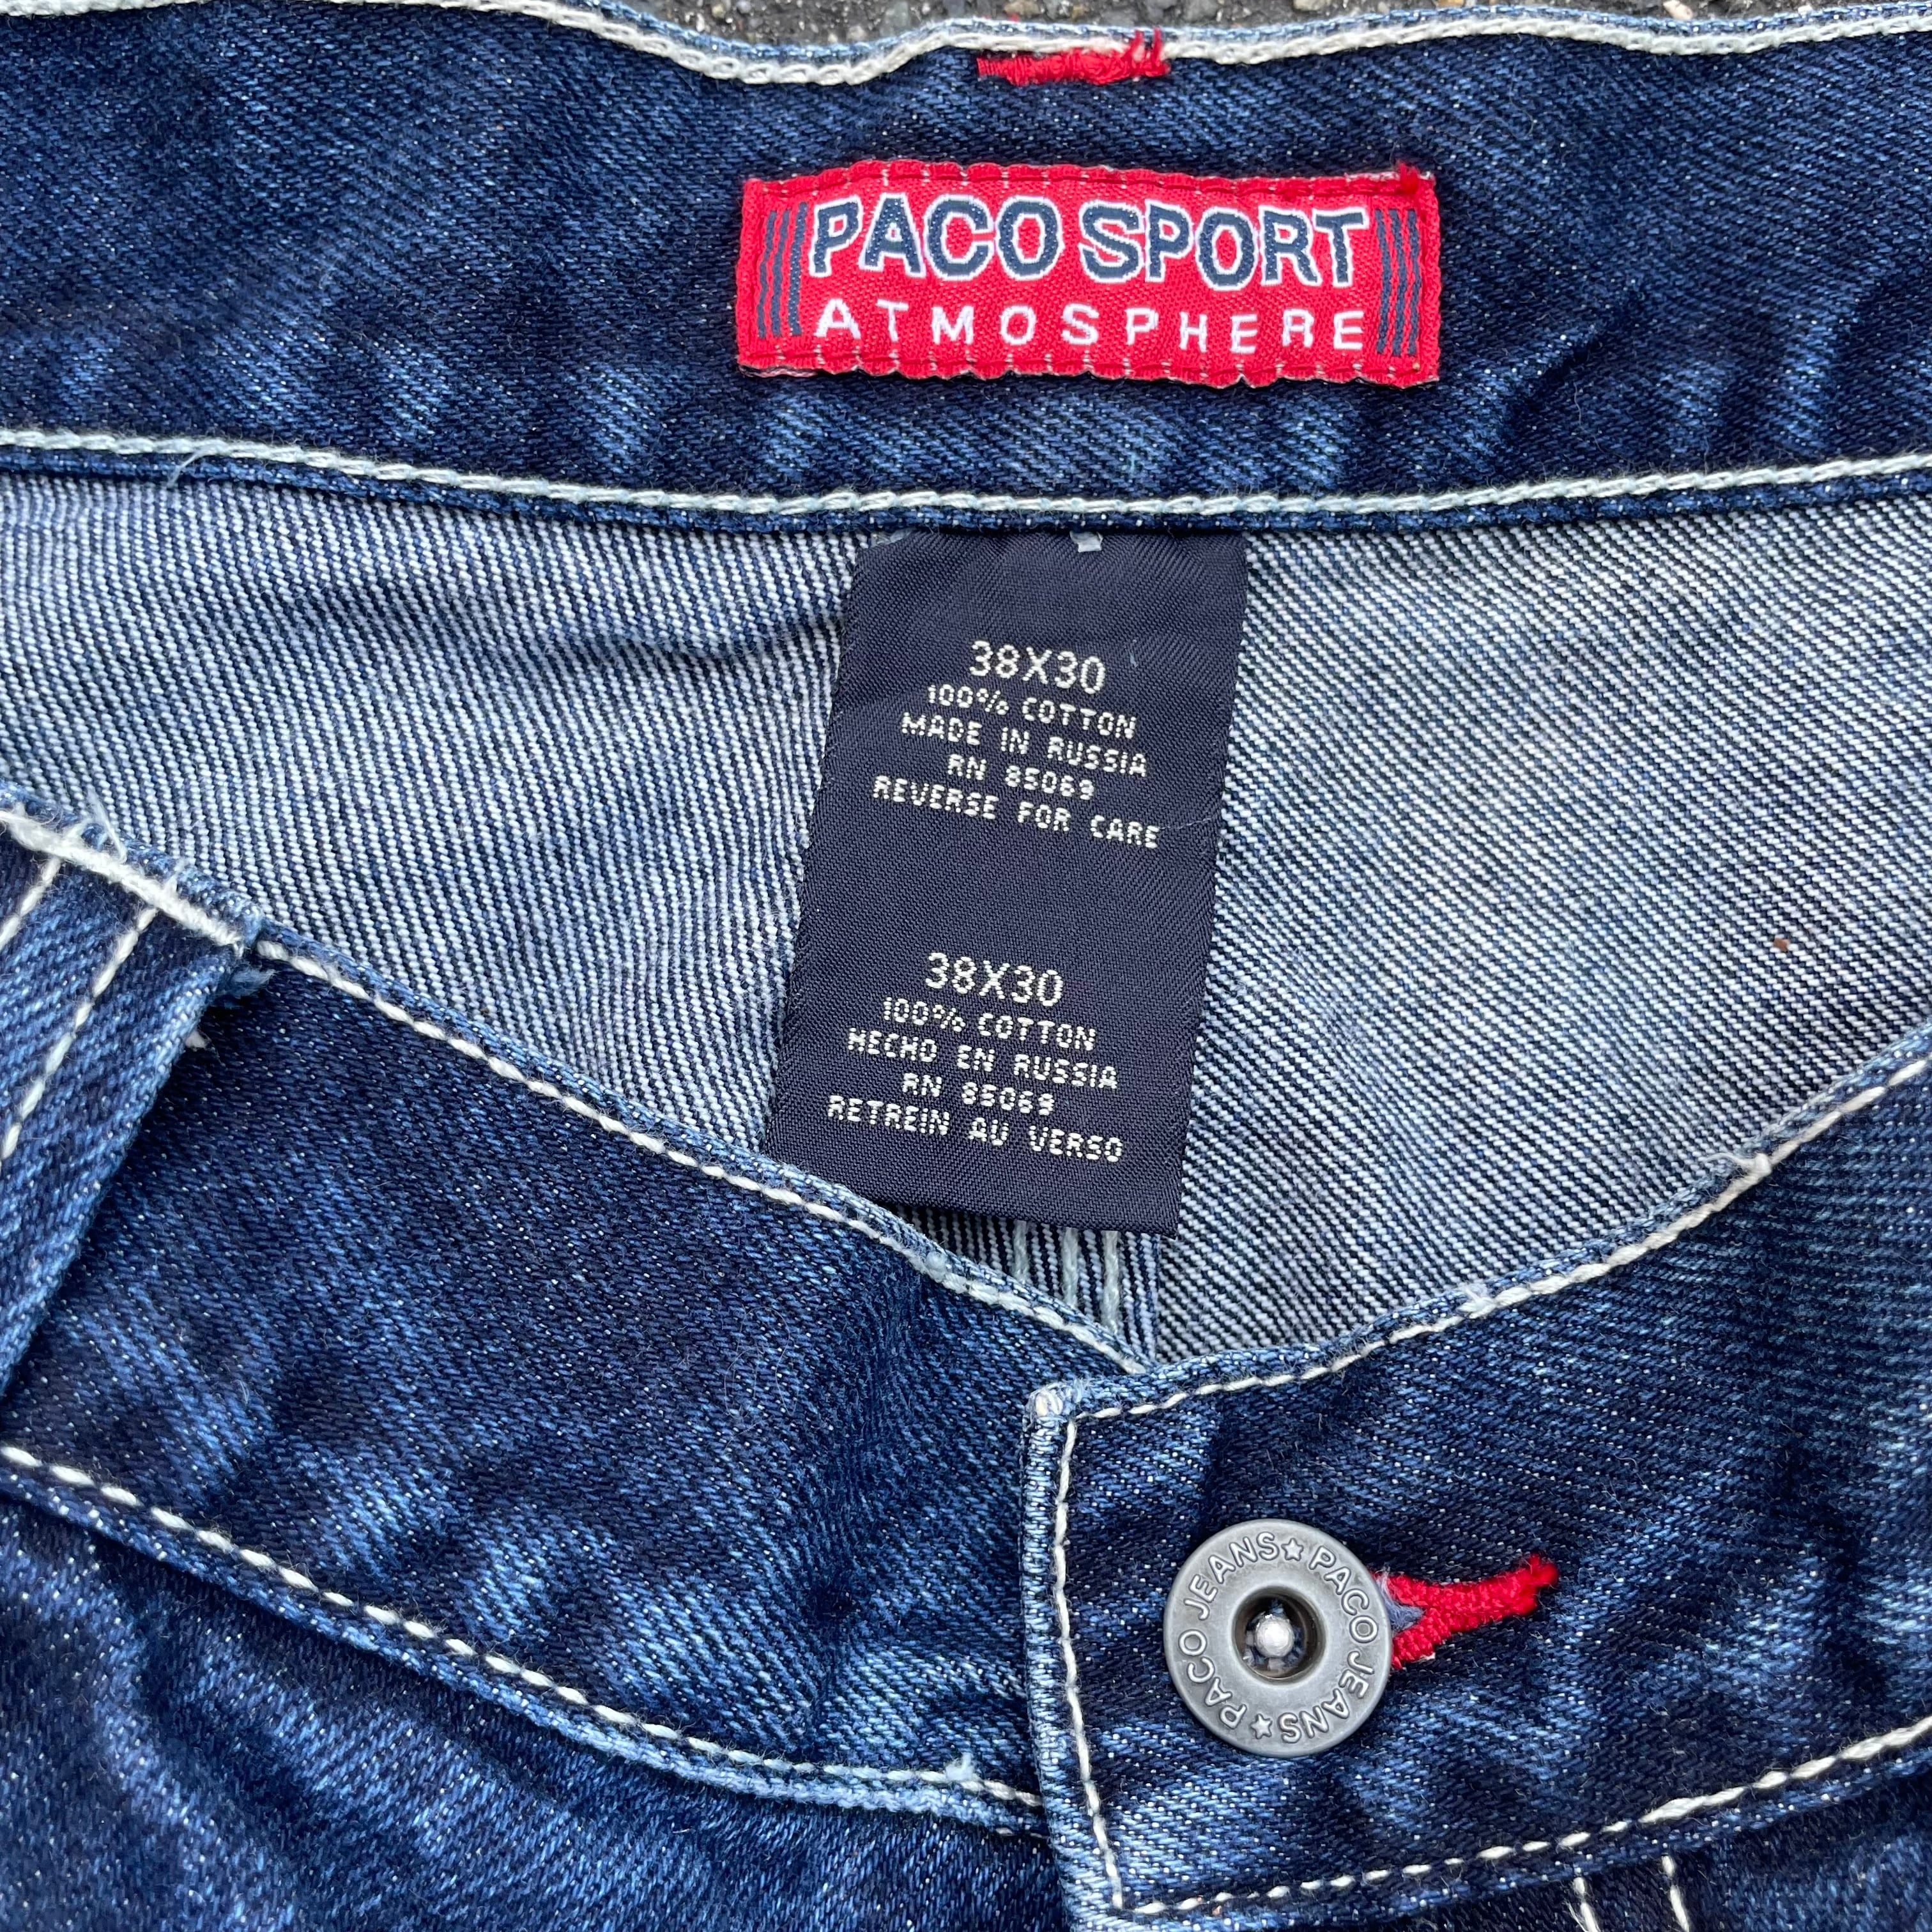 PACO SPORT
ATMOSPHERE
38X30
100% COTTON
MADE IN RUSSIA
RN 85069
REVERSE FOR CARE
38X30
100% COTTON
HECHO EN RUSSIA
RN 85069
RETREIN AU VERSO
PACO JEANS ★ PACO JEANS ★